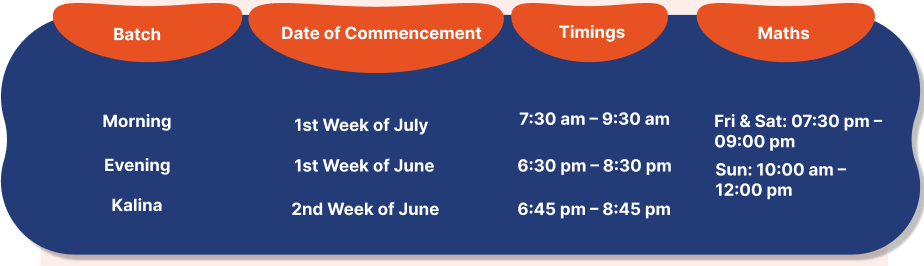 Batch Date of Commencement Timings Maths
Morning 1st Week of July 7:30 am – 9:30 am Fri & Sat: 07:30 pm –
09:00 pm
Evening 1st Week of June 6:30 pm – 8:30 pm Sun: 10:00 am –
12:00 pm
Kalina 2nd Week of June 6:45 pm – 8:45 pm